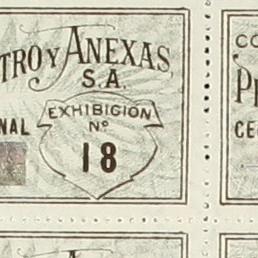 TRO Y ANEXAS
S.A.
EXHIBICION
Nº
18
NAL
CO
P
CE